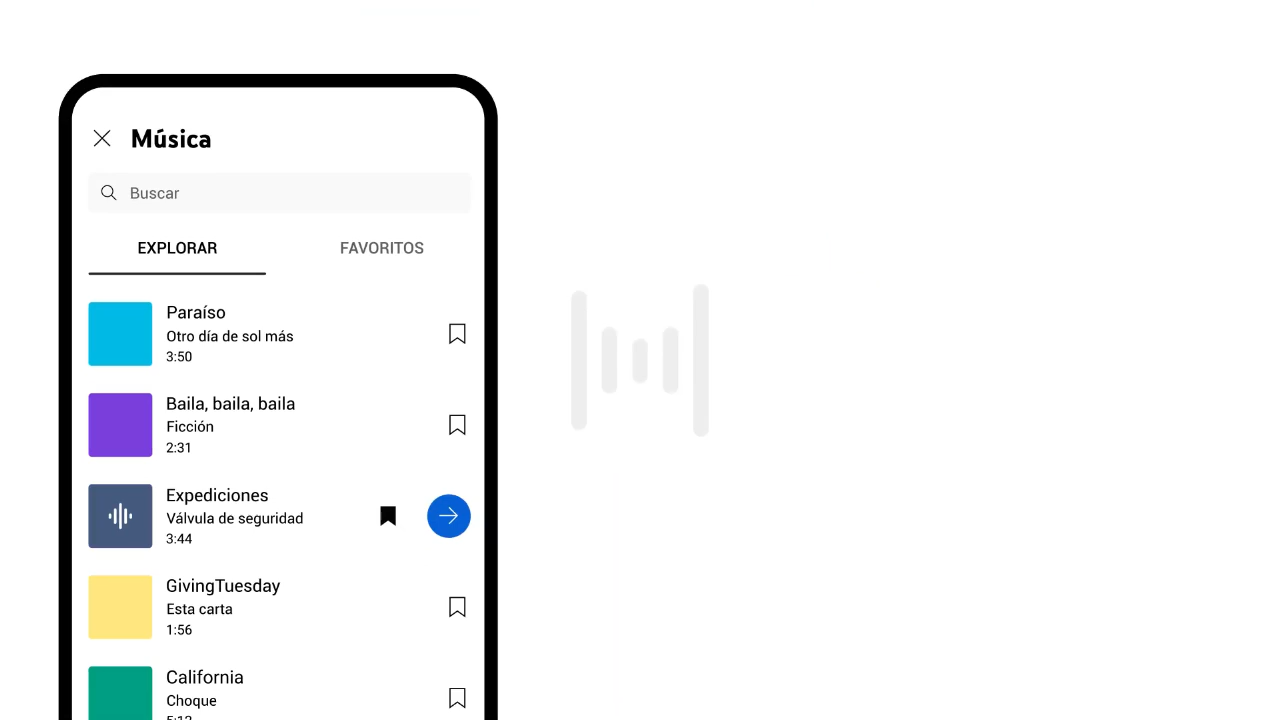 Música
Buscar
EXPLORAR
FAVORITOS
Paraíso
Otro día de sol más
3:50
Baila, baila, baila
Ficción
2:31
Expediciones
Válvula de seguridad
3:44
GivingTuesday
Esta carta
1:56
California
Choque